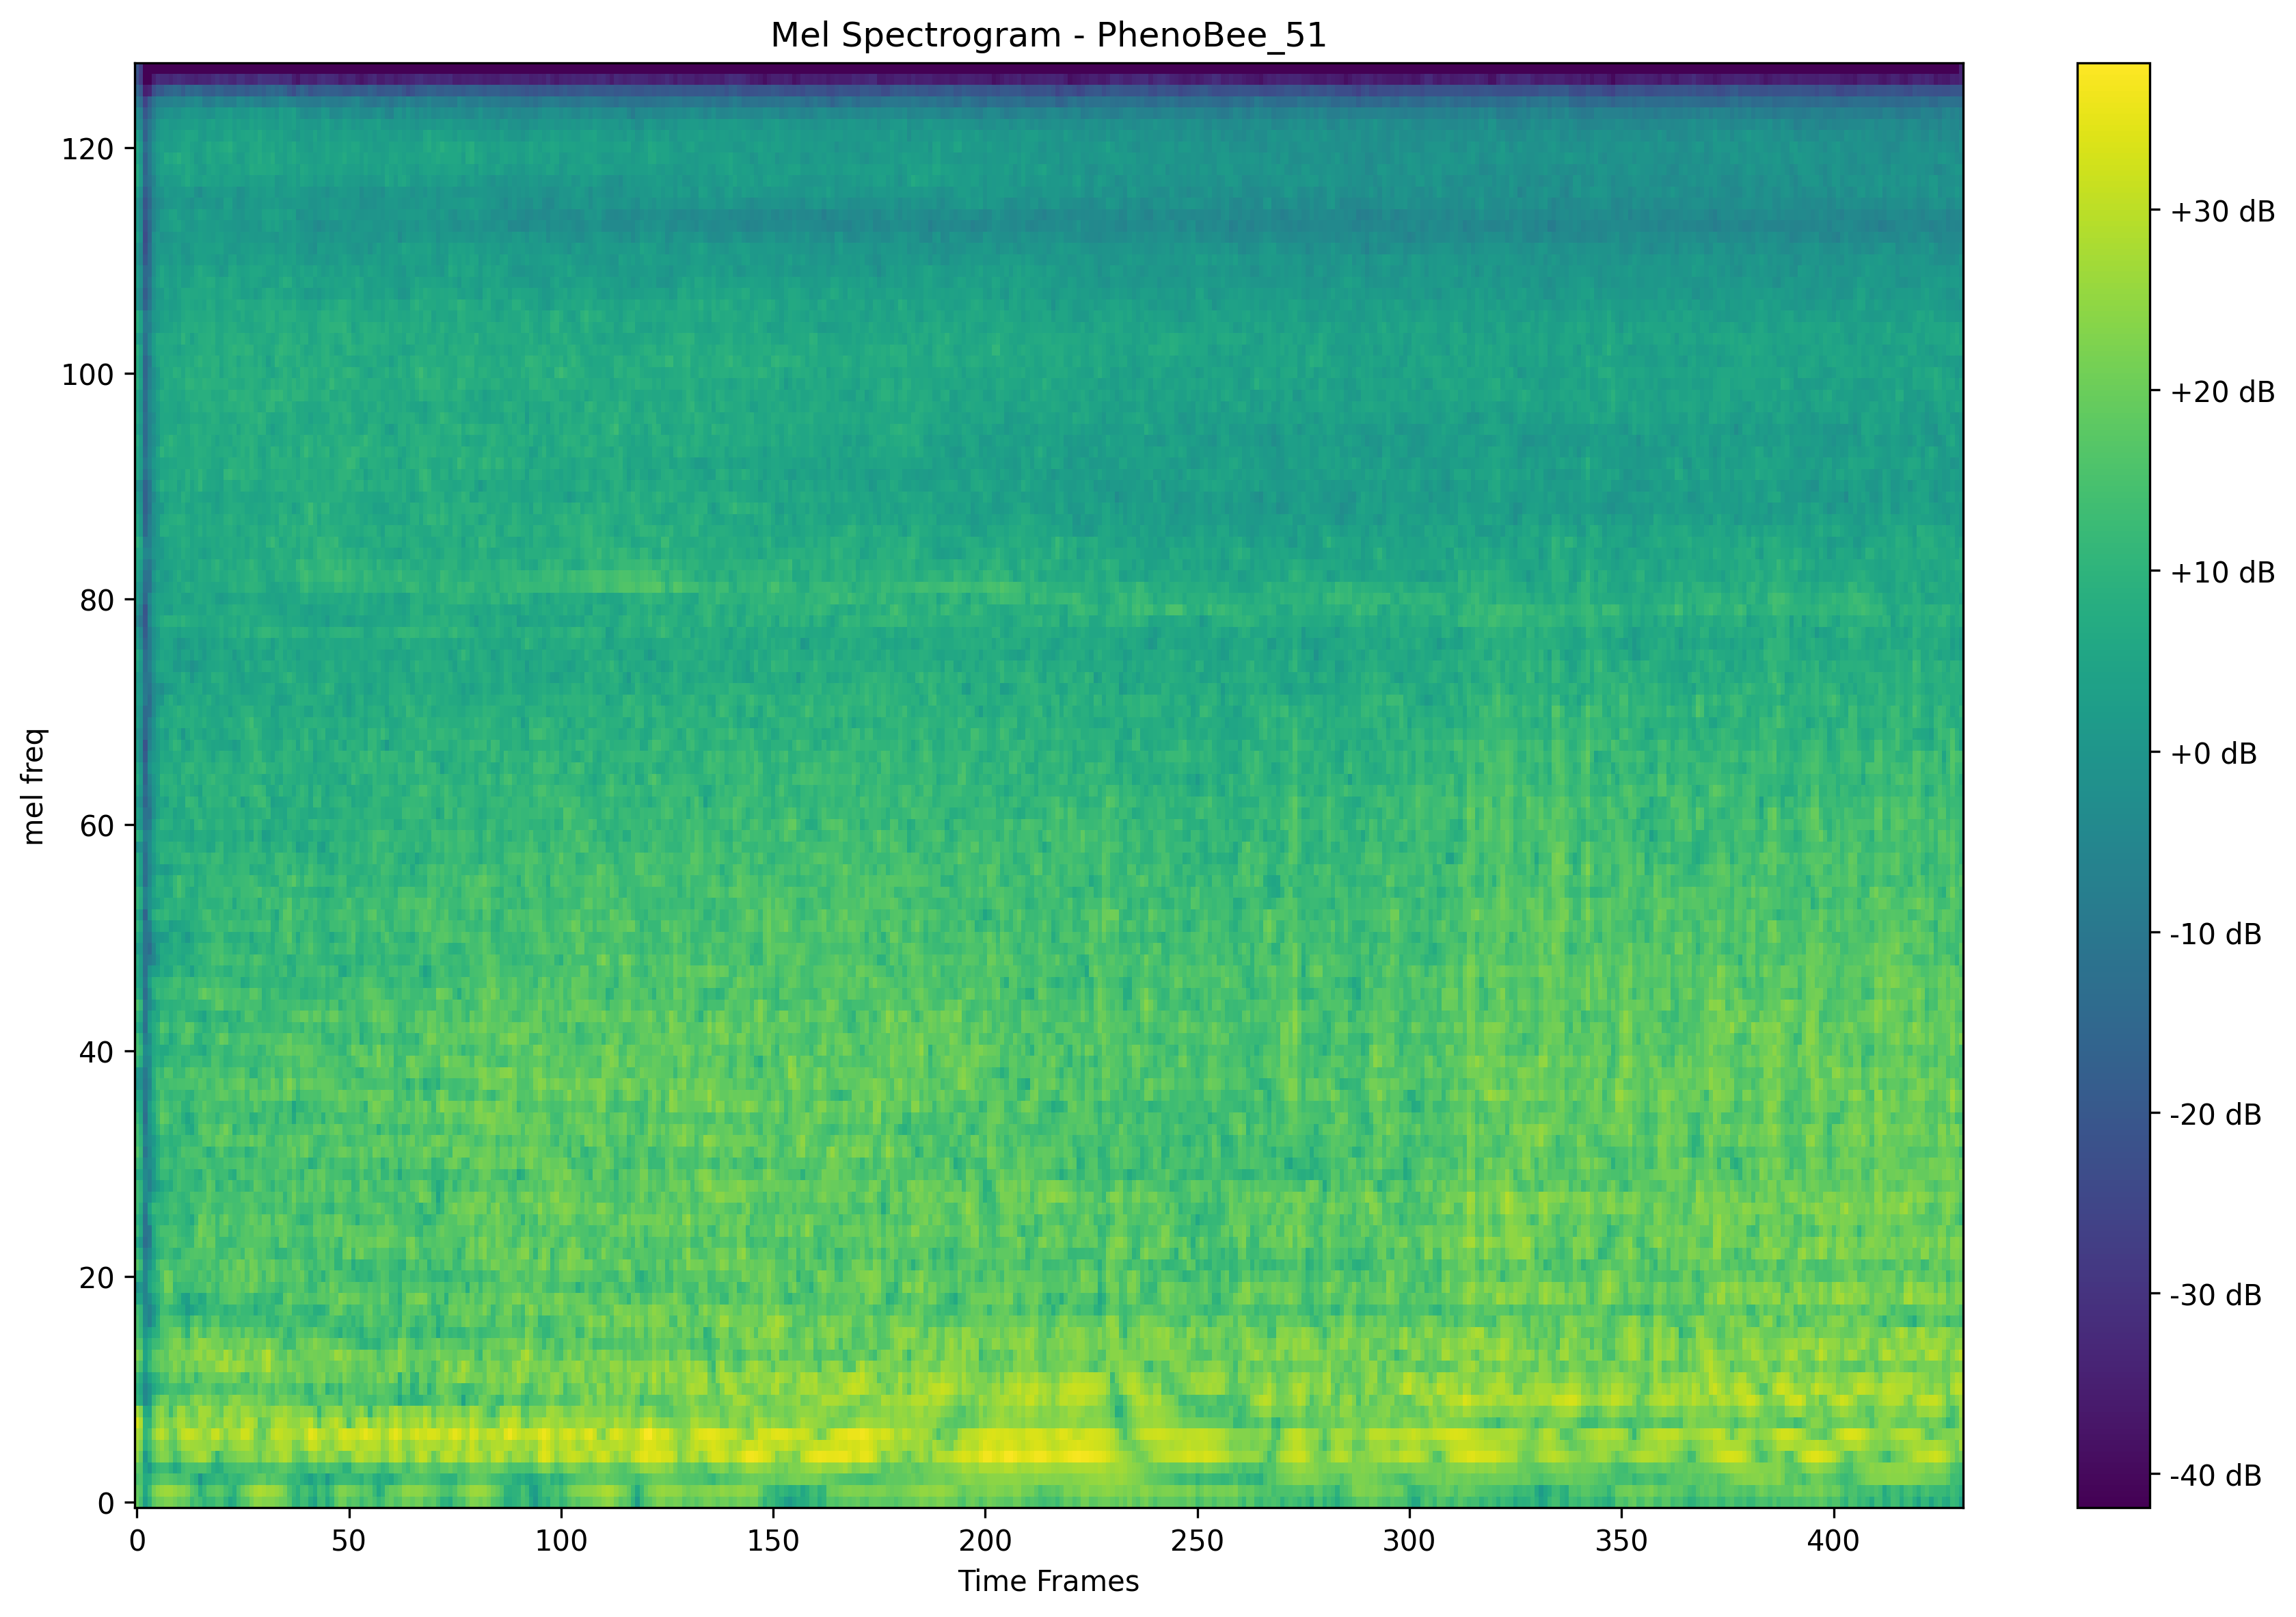 Mel Spectrogram - PhenoBee_51
120
100
80
60
40
20
0
mel freq
0 50 100 150 200 250 300 350 400
Time Frames
+30 dB
+20 dB
+10 dB
+0 dB
-10 dB
-20 dB
-30 dB
-40 dB